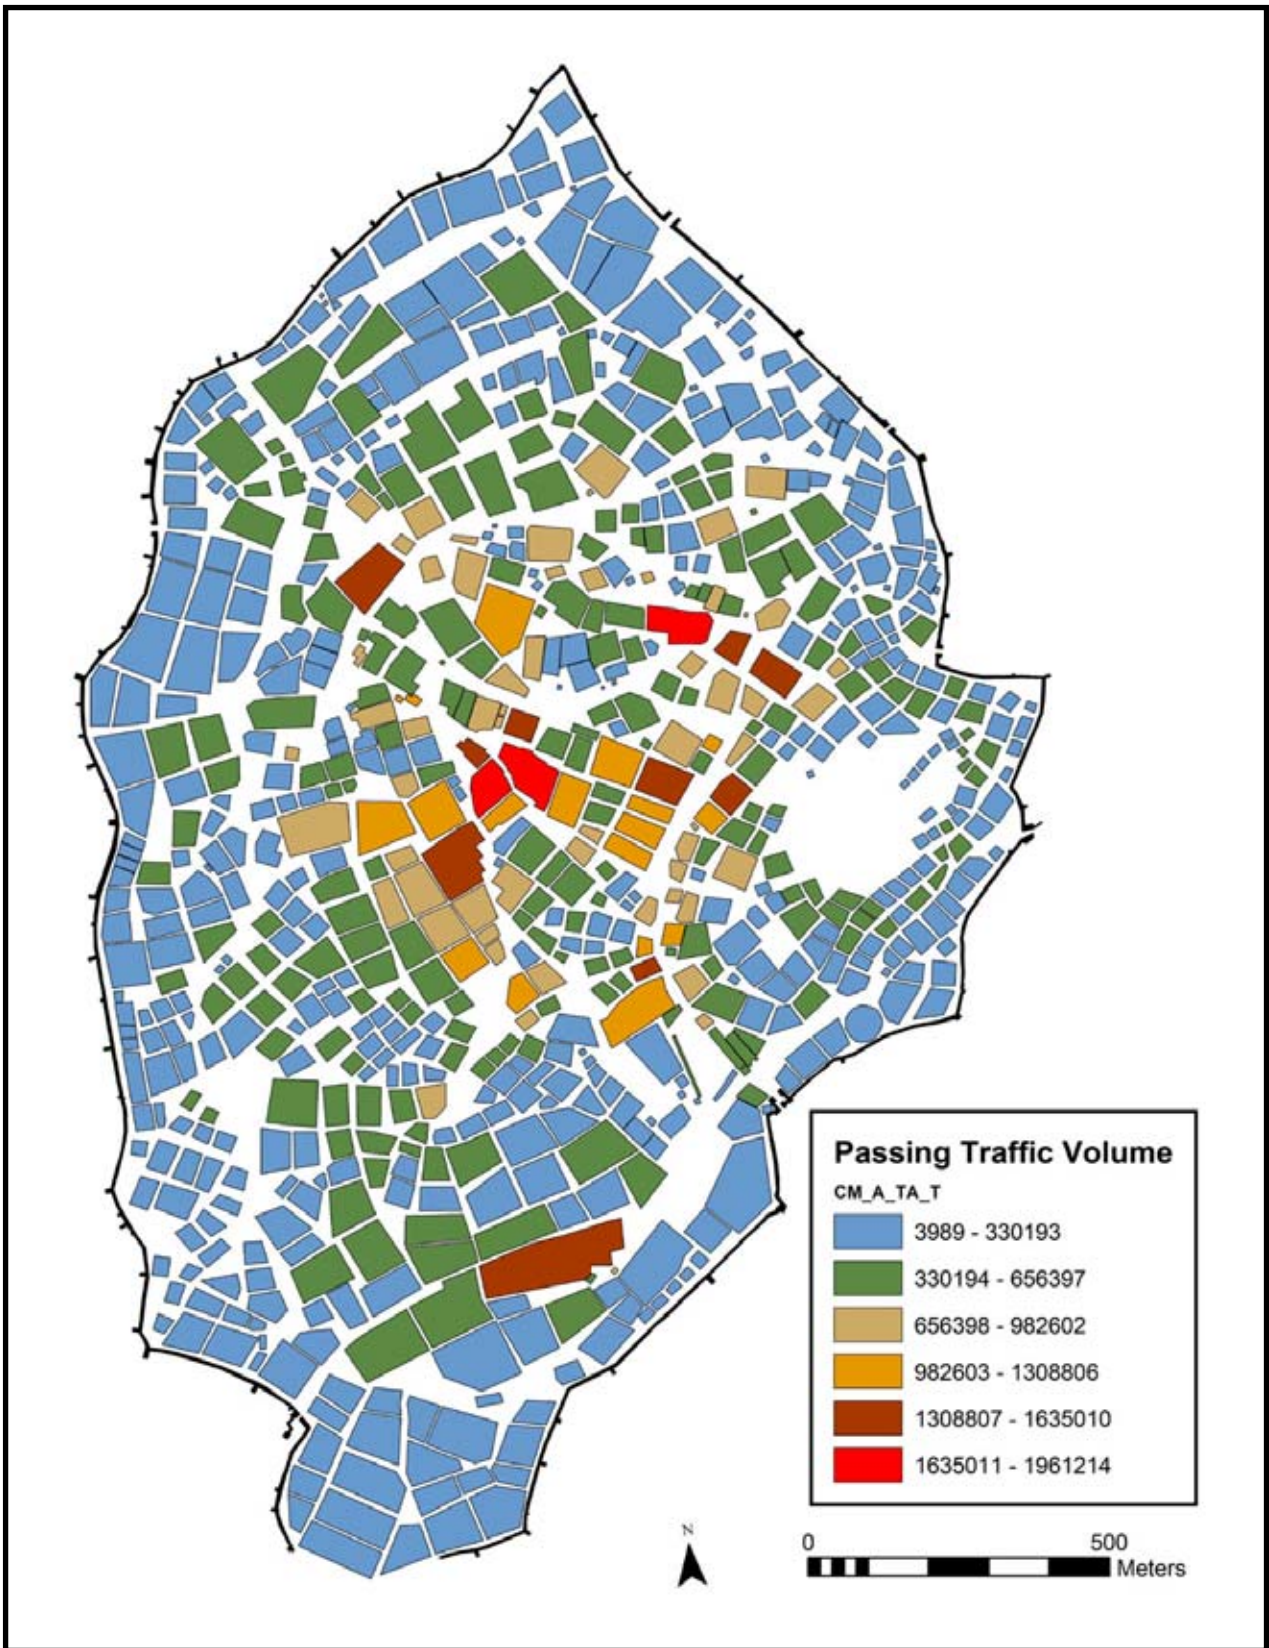 Passing Traffic Volume
CM_A_TA_T
3989 - 330193
330194 - 656397
656398 - 982602
982603 - 1308806
1308807 - 1635010
1635011 - 1961214
N
0 500
Meters